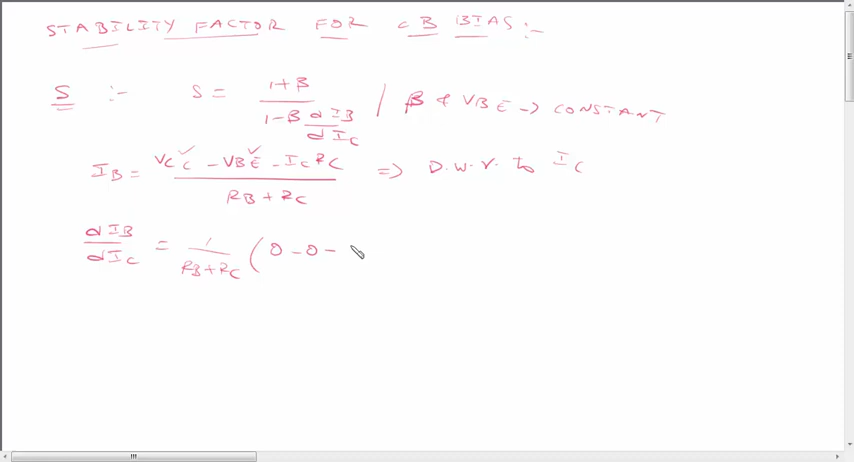 STABILITY FACTOR FOR CB BIAS :-
S :- S = 1+β / 1-β dIB/dIC / β & VBE → CONSTANT
IB = VCC - VBE - ICRC / RB+RC ⇒ D.W.r. to IC
dIB/dIC = 1/RB+RC ( 0 - 0 -